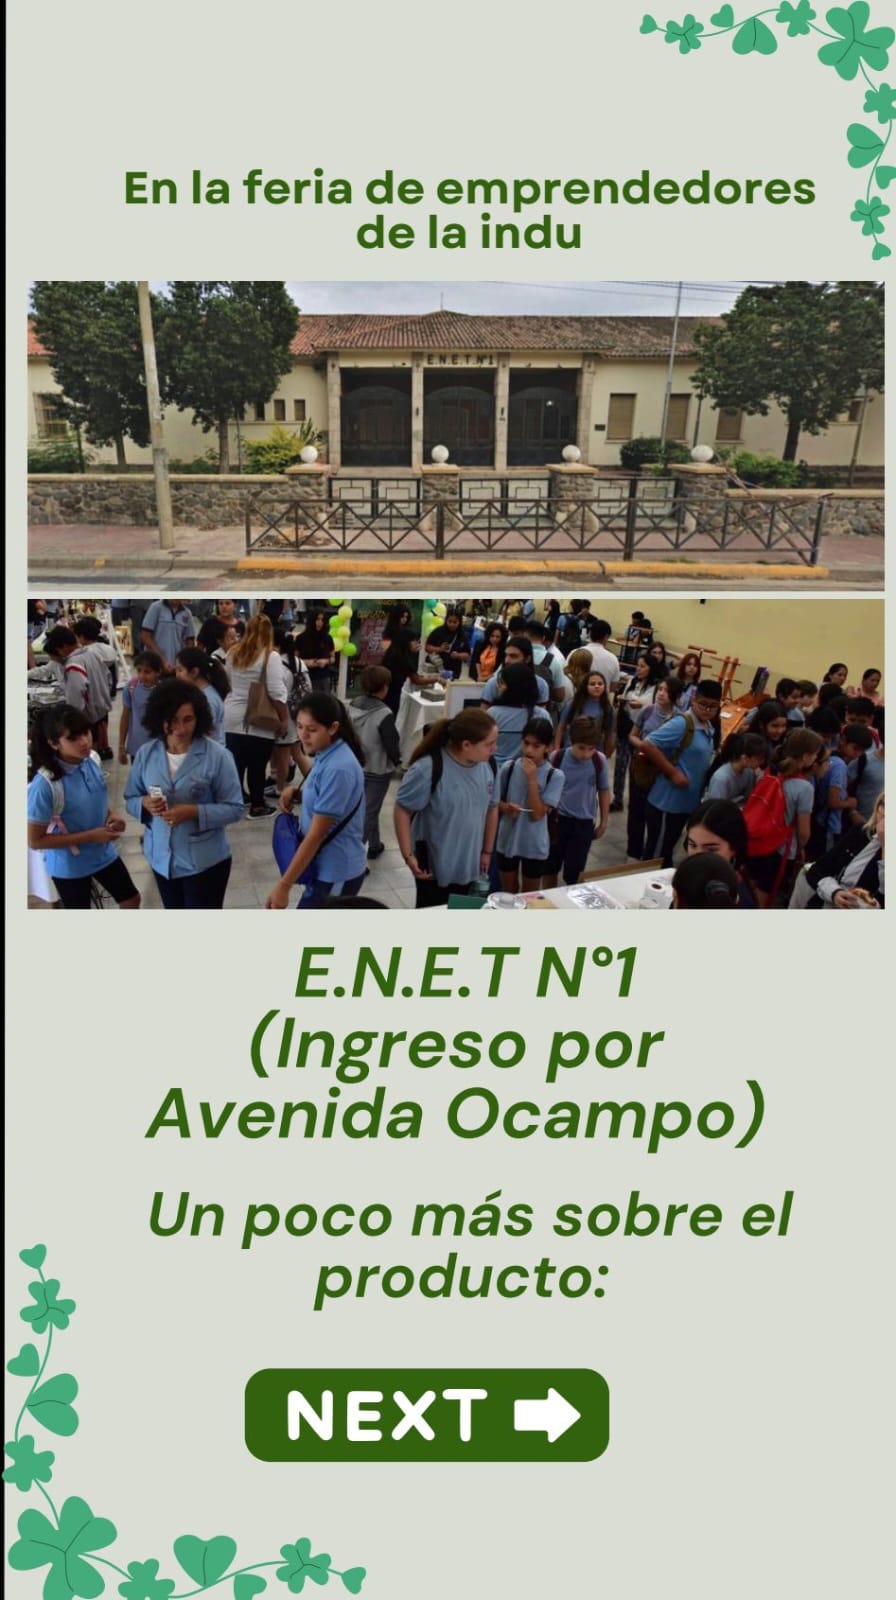 En la feria de emprendedores
de la indu
E.N.E.T.N°1
E.N.E.T N°1
(Ingreso por
Avenida Ocampo)
Un poco más sobre el
producto:
NEXT